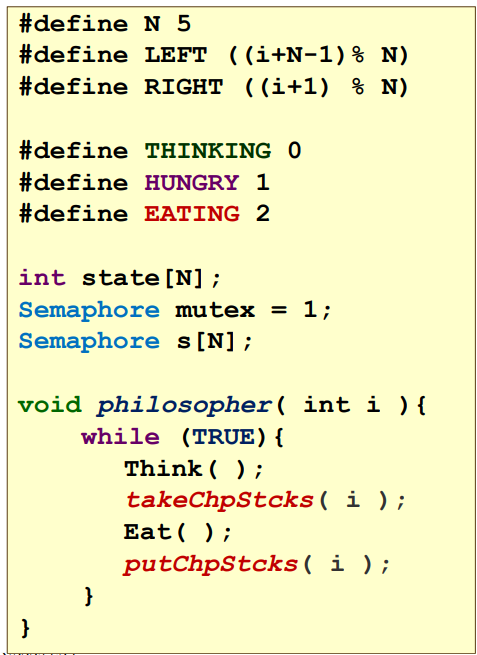 #define N 5
#define LEFT ((i+N-1)% N)
#define RIGHT ((i+1) % N)
#define THINKING 0
#define HUNGRY 1
#define EATING 2
int state[N];
Semaphore mutex = 1;
Semaphore s[N];
void philosopher( int i ){
while (TRUE){
Think( );
takeChpStcks( i );
Eat( );
putChpStcks( i );
}
}